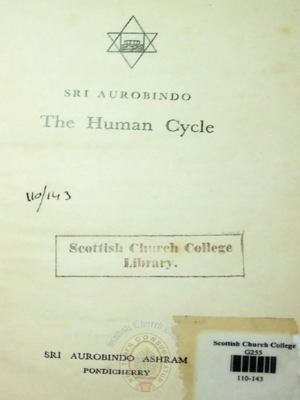 SRI AUROBINDO
The Human Cycle
110/143
Scottish Church College
Library.
SRI AUROBINDO ASHRAM
PONDICHERRY
Scottish Church College
G255
110-143